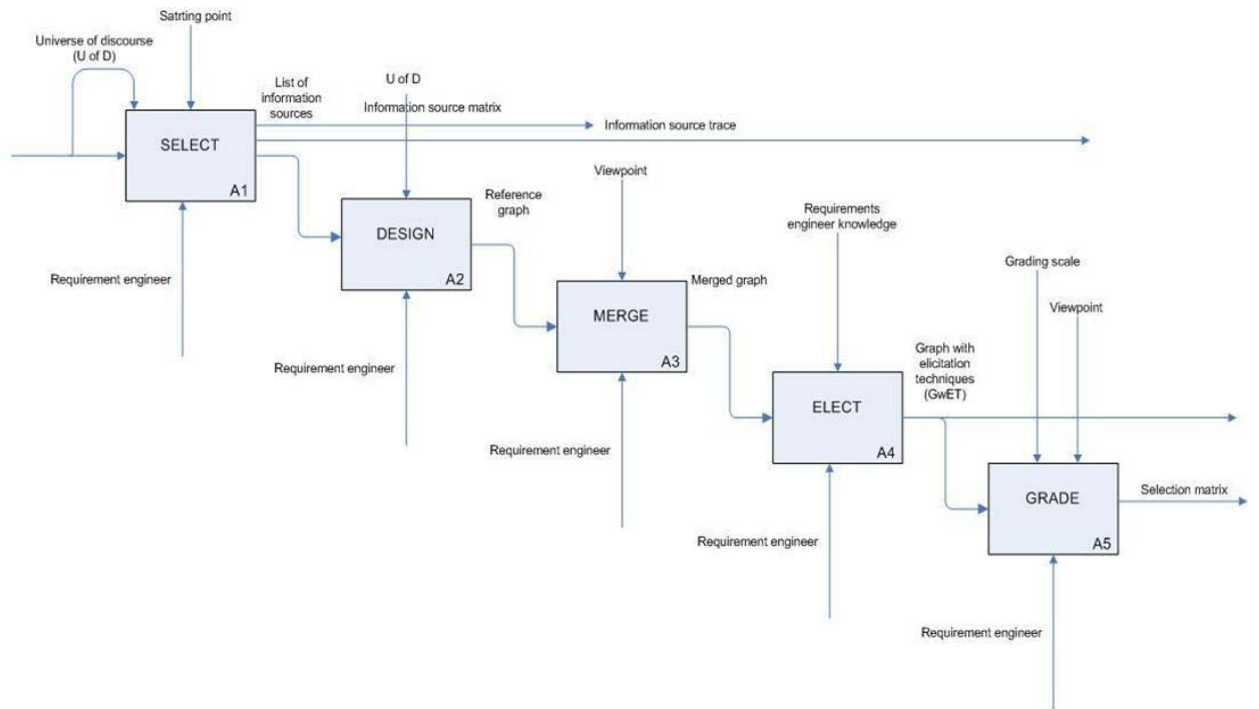 Satrting point
Universe of discourse
(U of D)
List of
information
sources
U of D
Information source matrix
Information source trace
SELECT
A1
Viewpoint
Reference
graph
Requirements
engineer knowledge
DESIGN
A2
Requirement engineer
Grading scale
Merged graph
Viewpoint
MERGE
A3
Requirement engineer
Graph with
elicitation
techniques
(GwET)
ELECT
A4
Requirement engineer
Selection matrix
GRADE
A5
Requirement engineer
Requirement engineer